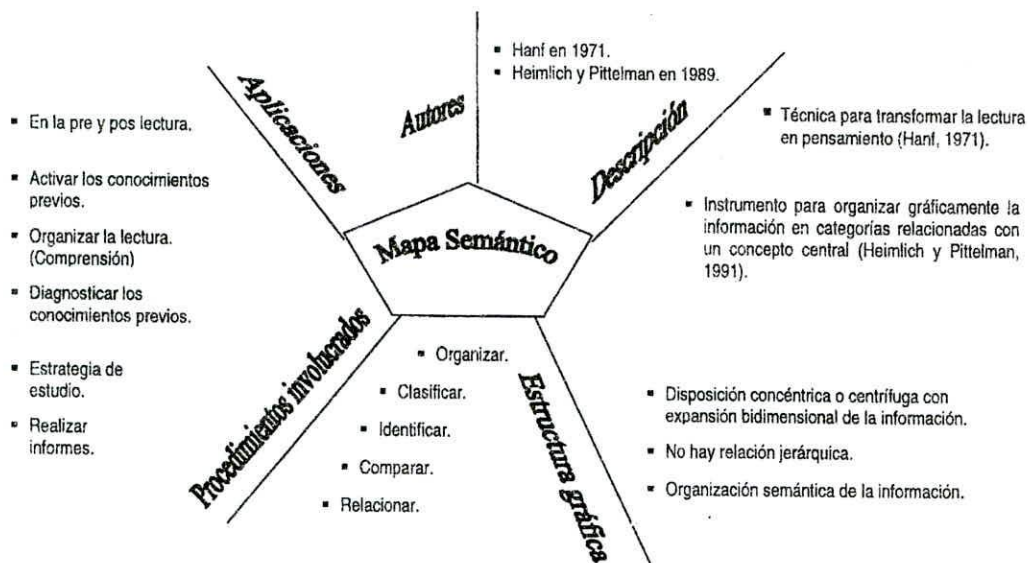 Mapa Semántico
Autores
▪ Hanf en 1971.
▪ Heimlich y Pittelman en 1989.
Descripción
▪ Técnica para transformar la lectura
en pensamiento (Hanf, 1971).
▪ Instrumento para organizar gráficamente la
información en categorías relacionadas con
un concepto central (Heimlich y Pittelman,
1991).
Estructura gráfica
▪ Disposición concéntrica o centrífuga con
expansión bidimensional de la información.
▪ No hay relación jerárquica.
▪ Organización semántica de la información.
Procedimientos involucrados
▪ Organizar.
▪ Clasificar.
▪ Identificar.
▪ Comparar.
▪ Relacionar.
Aplicaciones
▪ En la pre y pos lectura.
▪ Activar los conocimientos
previos.
▪ Organizar la lectura.
(Comprensión)
▪ Diagnosticar los
conocimientos previos.
▪ Estrategia de
estudio.
▪ Realizar
informes.